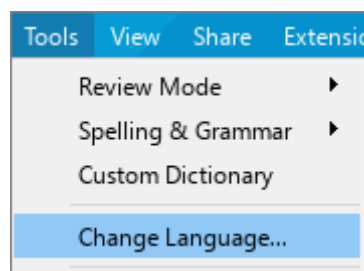 Tools View Share Extensio
Review Mode
Spelling & Grammar
Custom Dictionary
Change Language...